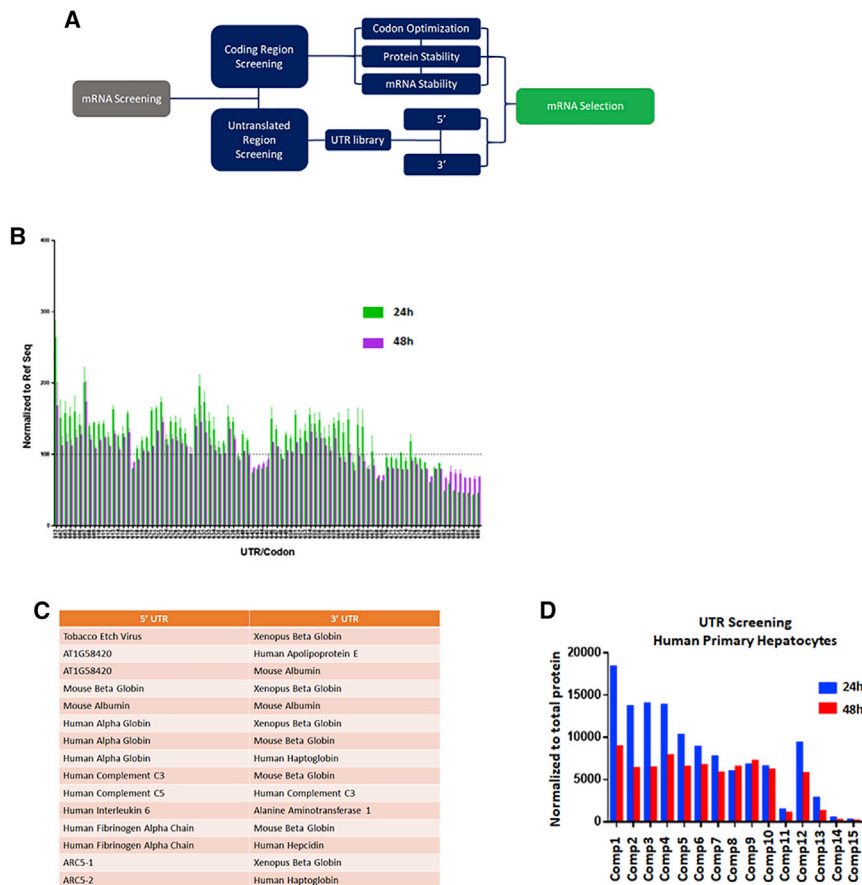 A
Coding Region
Screening
Codon Optimization
Protein Stability
mRNA Stability
mRNA Screening
mRNA Selection
Untranslated
Region
Screening
UTR library
5'
3'
B
400
300
200
100
0
Normalized to Ref Seq
24h
48h
UTR/Codon
C
5' UTR 3' UTR
Tobacco Etch Virus Xenopus Beta Globin
AT1G58420 Human Apolipoprotein E
AT1G58420 Mouse Albumin
Mouse Beta Globin Xenopus Beta Globin
Mouse Albumin Mouse Albumin
Human Alpha Globin Xenopus Beta Globin
Human Alpha Globin Mouse Beta Globin
Human Alpha Globin Human Haptoglobin
Human Complement C3 Mouse Beta Globin
Human Complement C5 Human Complement C3
Human Interleukin 6 Alanine Aminotransferase 1
Human Fibrinogen Alpha Chain Mouse Beta Globin
Human Fibrinogen Alpha Chain Human Hepcidin
ARC5-1 Xenopus Beta Globin
ARC5-2 Human Haptoglobin
D
UTR Screening
Human Primary Hepatocytes
Normalized to total protein
20000
15000
10000
5000
0
24h
48h
Comp1
Comp2
Comp3
Comp4
Comp5
Comp6
Comp7
Comp8
Comp9
Comp10
Comp11
Comp12
Comp13
Comp14
Comp15